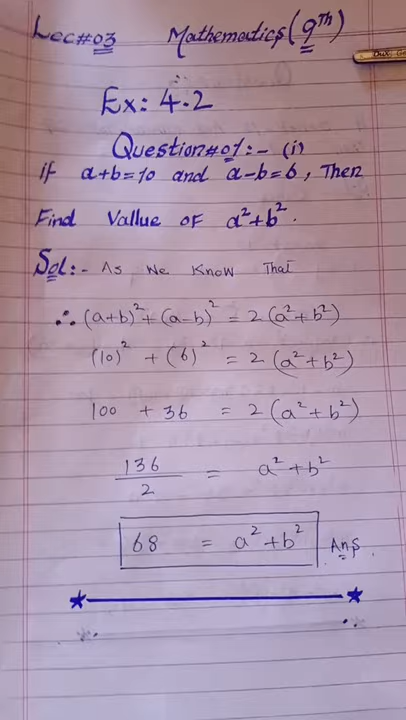 Lec#03 Mathematics (9th)
Ex: 4.2
Question#01:- (i)
if a+b=10 and a-b=6, Then
Find Vallue OF a²+b².
Sol:- As We Know That
∴ (a+b)²+(a-b)² = 2(a²+b²)
(10)² + (6)² = 2(a²+b²)
100 + 36 = 2(a²+b²)
136/2 = a²+b²
68 = a²+b² Ans